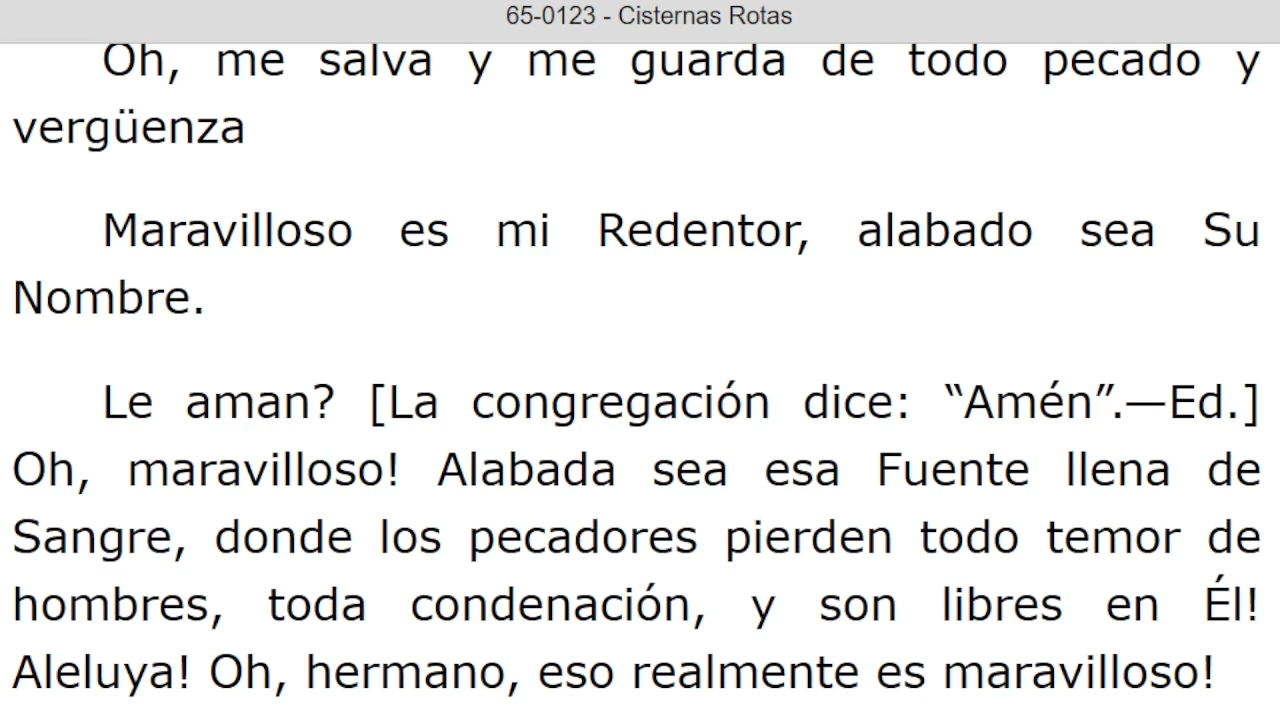 65-0123 - Cisternas Rotas
Oh, me salva y me guarda de todo pecado y
vergüenza
Maravilloso es mi Redentor, alabado sea Su
Nombre.
Le aman? [La congregación dice: “Amén”.—Ed.]
Oh, maravilloso! Alabada sea esa Fuente llena de
Sangre, donde los pecadores pierden todo temor de
hombres, toda condenación, y son libres en Él!
Aleluya! Oh, hermano, eso realmente es maravilloso!